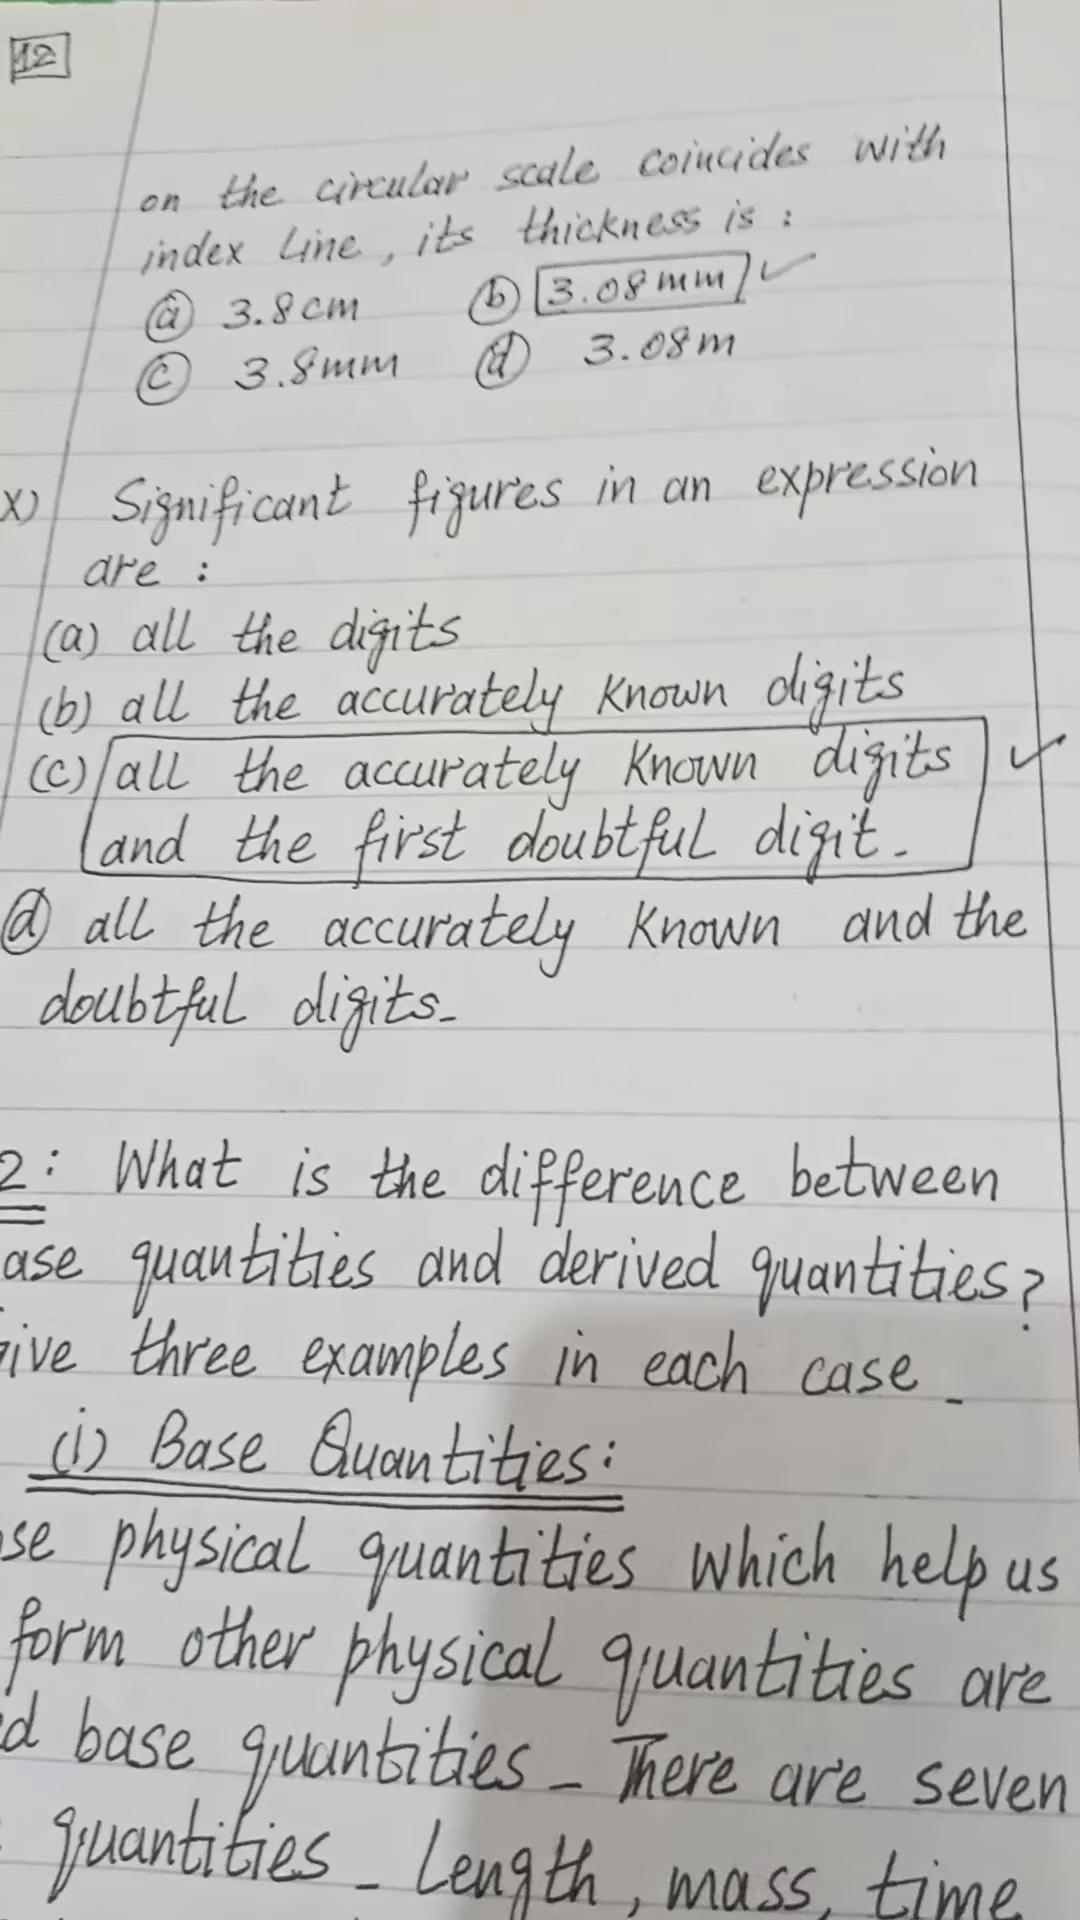 12
on the circular scale coincides with
index line, its thickness is :
(a) 3.8cm (b) 3.08mm ✓
(c) 3.8mm (d) 3.08m
x) Significant figures in an expression
are :
(a) all the digits
(b) all the accurately known digits
(c) all the accurately known digits ✓
and the first doubtful digit.
(d) all the accurately known and the
doubtful digits.
2: What is the difference between
ase quantities and derived quantities?
ive three examples in each case.
(i) Base Quantities:
se physical quantities which help us
form other physical quantities are
d base quantities. There are seven
quantities. Length, mass, time